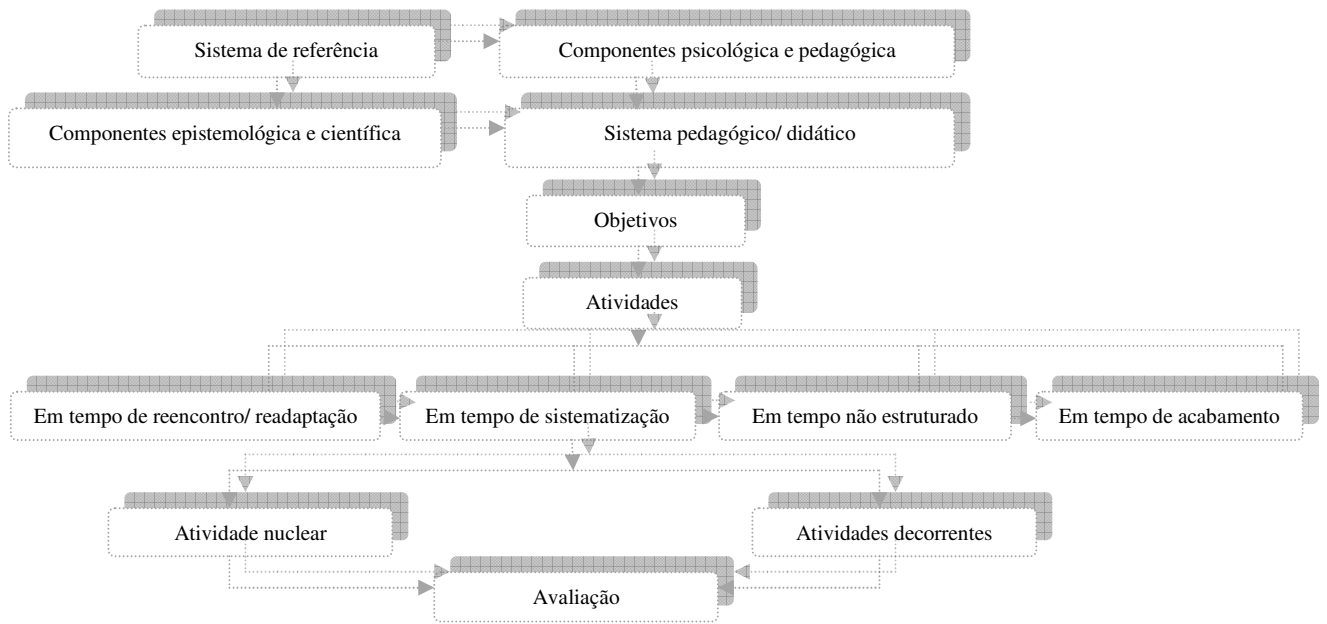 Sistema de referência
Componentes psicológica e pedagógica
Componentes epistemológica e científica
Sistema pedagógico/ didático
Objetivos
Atividades
Em tempo de reencontro/ readaptação
Em tempo de sistematização
Em tempo não estruturado
Em tempo de acabamento
Atividade nuclear
Atividades decorrentes
Avaliação